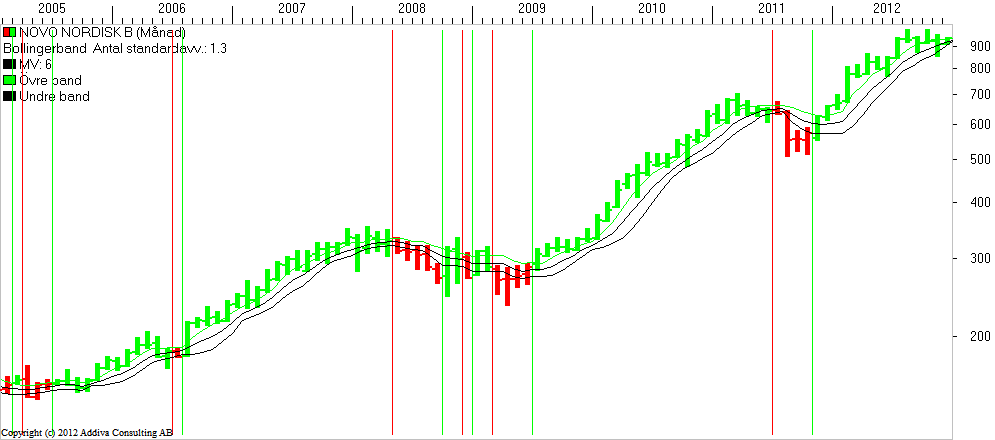 2005 2006 2007 2008 2009 2010 2011 2012
NOVO NORDISK B (Månad)
Bollingerband Antal standardavv.: 1.3
MV: 6
Övre band
Undre band
900
800
700
600
500
400
300
200
Copyright (c) 2012 Addiva Consulting AB